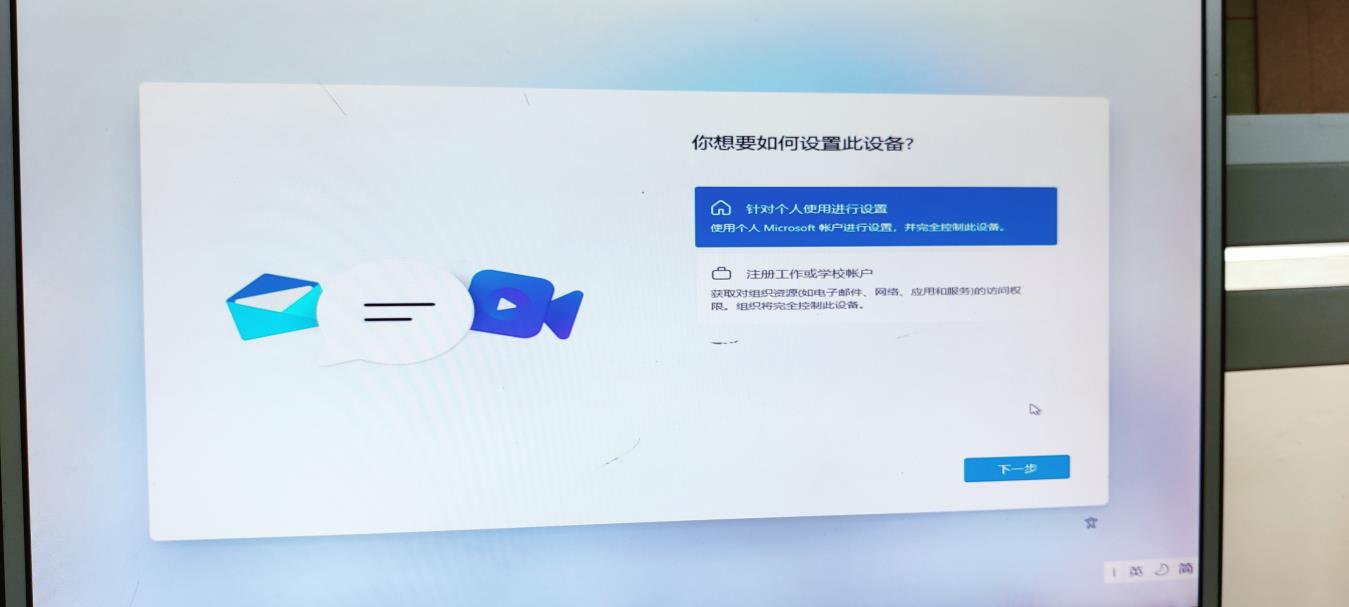 你想要如何设置此设备?
针对个人使用进行设置
使用个人 Microsoft 帐户进行设置，并完全控制此设备。
注册工作或学校帐户
获取对组织资源(如电子邮件、网络、应用和服务)的访问权
限。组织将完全控制此设备。
下一步
英 简